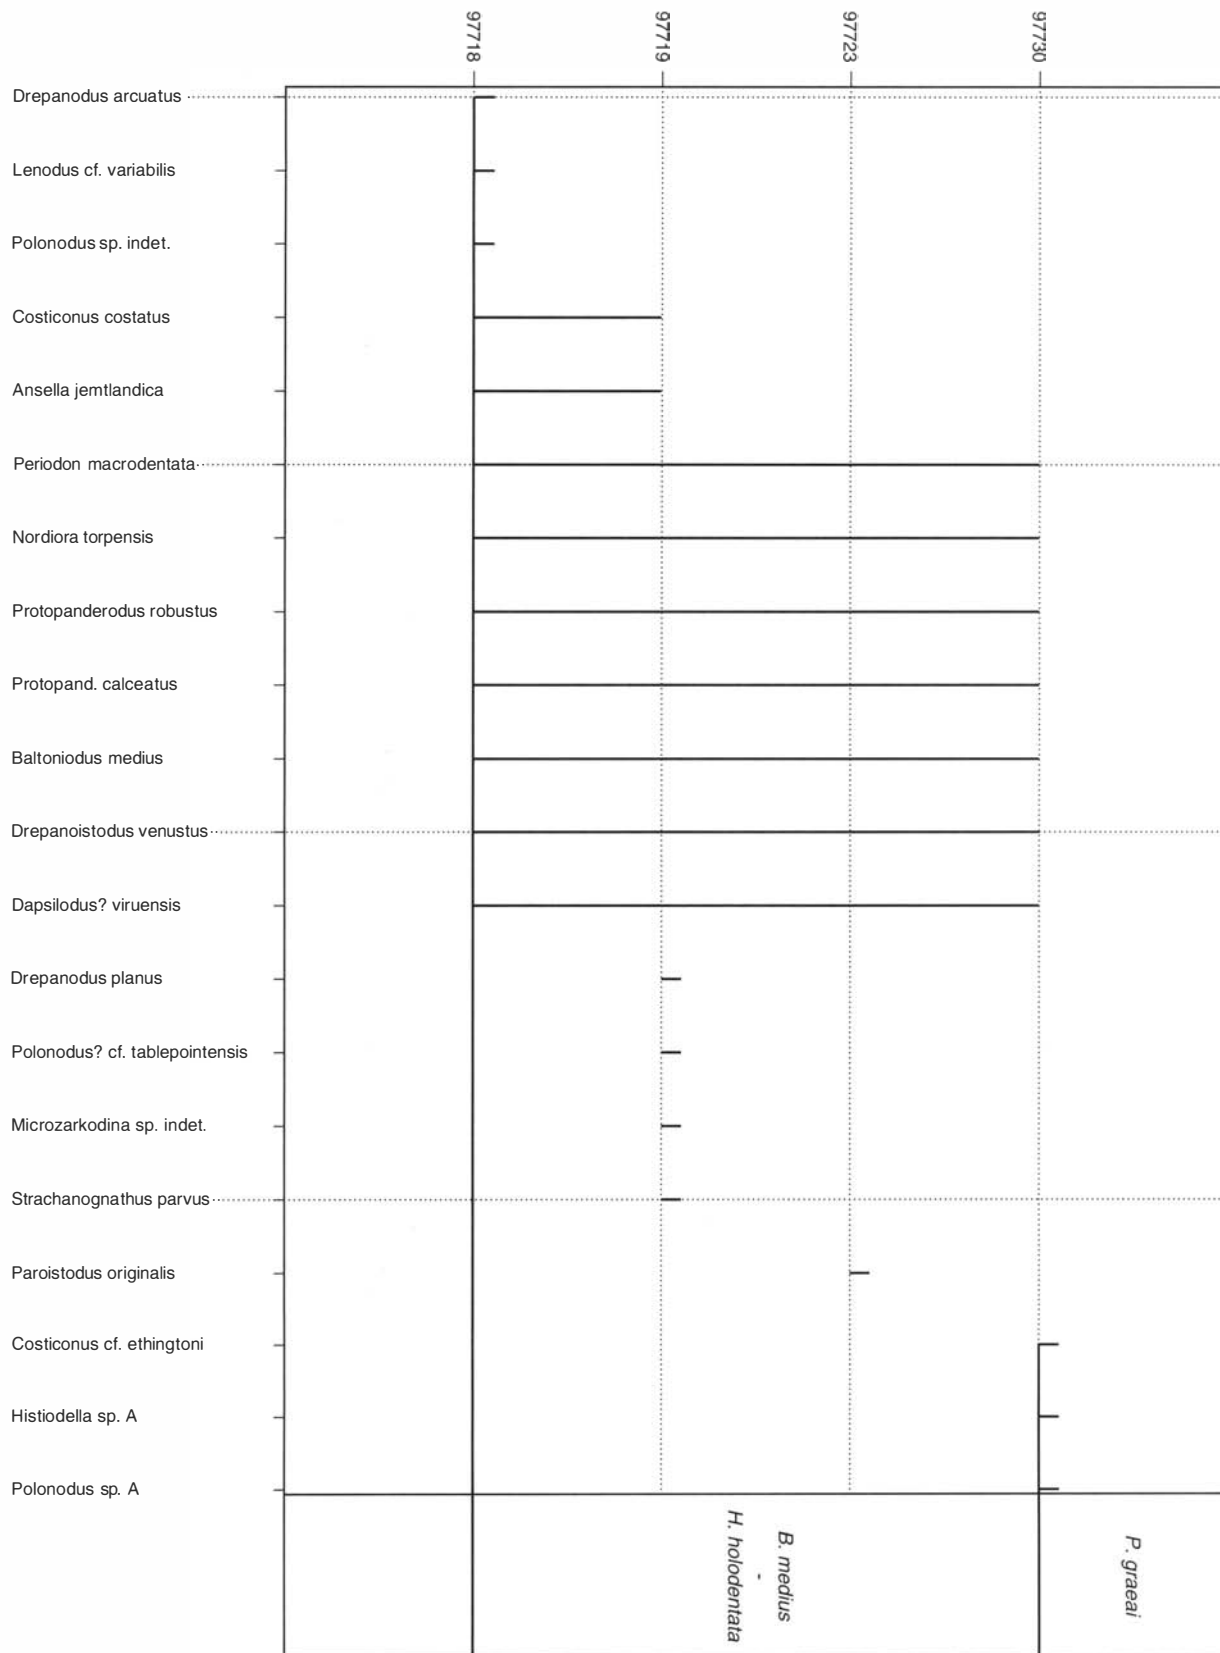 97718
97719
97723
97730
Drepanodus arcuatus
Lenodus cf. variabilis
Polonodus sp. indet.
Costiconus costatus
Ansella jemtlandica
Periodon macrodentata
Nordiora torpensis
Protopanderodus robustus
Protopand. calceatus
Baltoniodus medius
Drepanoistodus venustus
Dapsilodus? viruensis
Drepanodus planus
Polonodus? cf. tablepointensis
Microzarkodina sp. indet.
Strachanognathus parvus
Paroistodus originalis
Costiconus cf. ethingtoni
Histiodella sp. A
Polonodus sp. A
B. medius
-
H. holodentata
P. graeai